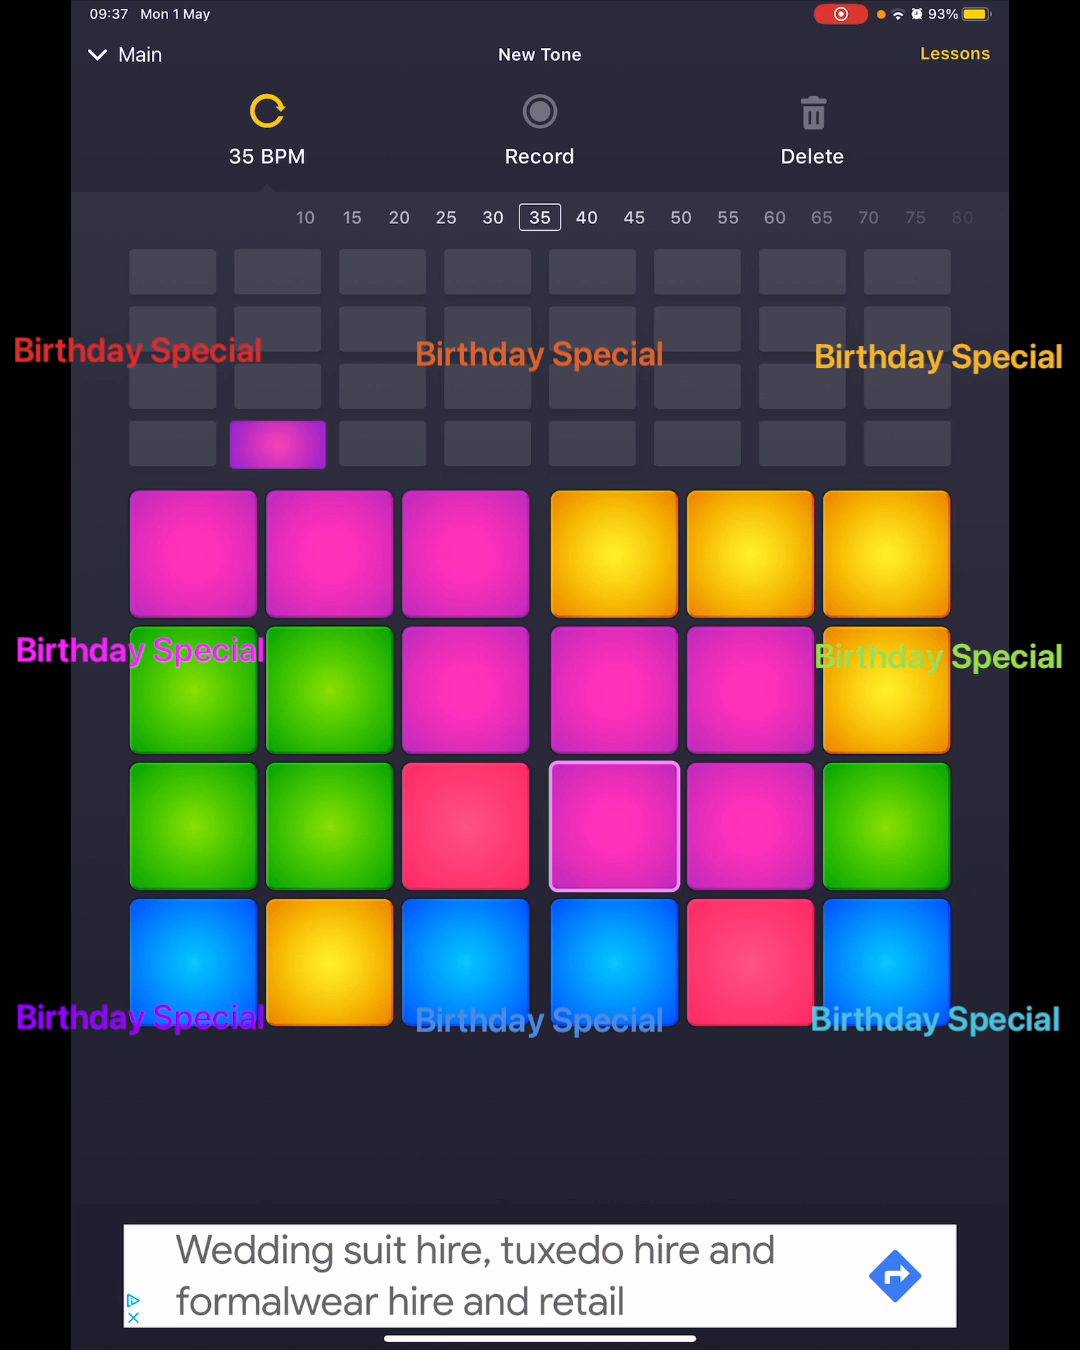 09:37 Mon 1 May
93%
Main
New Tone
Lessons
35 BPM
Record
Delete
10 15 20 25 30 35 40 45 50 55 60 65 70 75 80
Birthday Special
Birthday Special
Birthday Special
Birthday Special
Birthday Special
Birthday Special
Birthday Special
Birthday Special
Wedding suit hire, tuxedo hire and
formalwear hire and retail